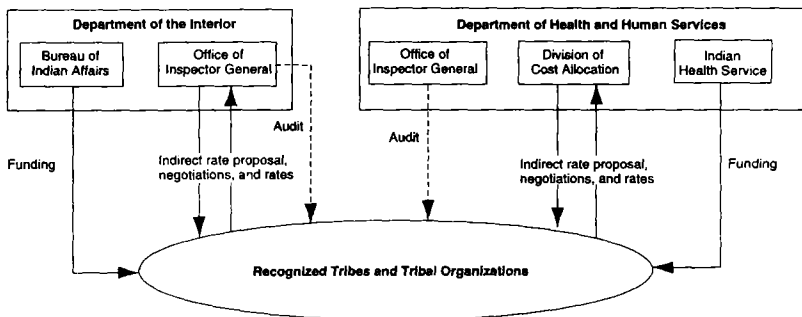 Department of the Interior
Bureau of
Indian Affairs
Office of
Inspector General
Department of Health and Human Services
Office of
Inspector General
Division of
Cost Allocation
Indian
Health Service
Audit
Audit
Funding
Indirect rate proposal,
negotiations, and rates
Indirect rate proposal,
negotiations, and rates
Funding
Recognized Tribes and Tribal Organizations